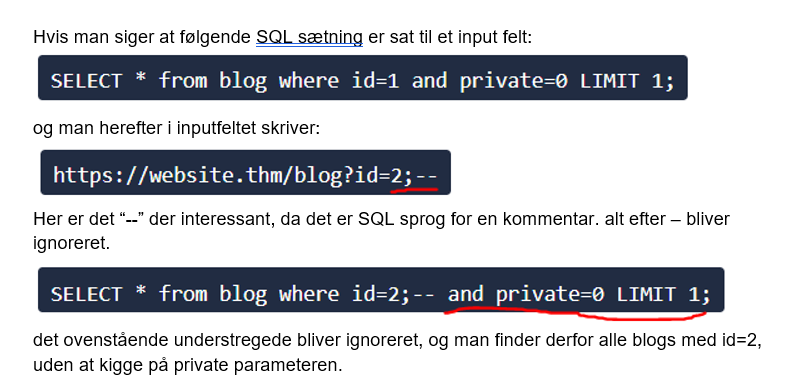 Hvis man siger at følgende SQL sætning er sat til et input felt:
SELECT * from blog where id=1 and private=0 LIMIT 1;
og man herefter i inputfeltet skriver:
https://website.thm/blog?id=2;--
Her er det “--” der interessant, da det er SQL sprog for en kommentar. alt efter – bliver
ignoreret.
SELECT * from blog where id=2;-- and private=0 LIMIT 1;
det ovenstående understregede bliver ignoreret, og man finder derfor alle blogs med id=2,
uden at kigge på private parameteren.